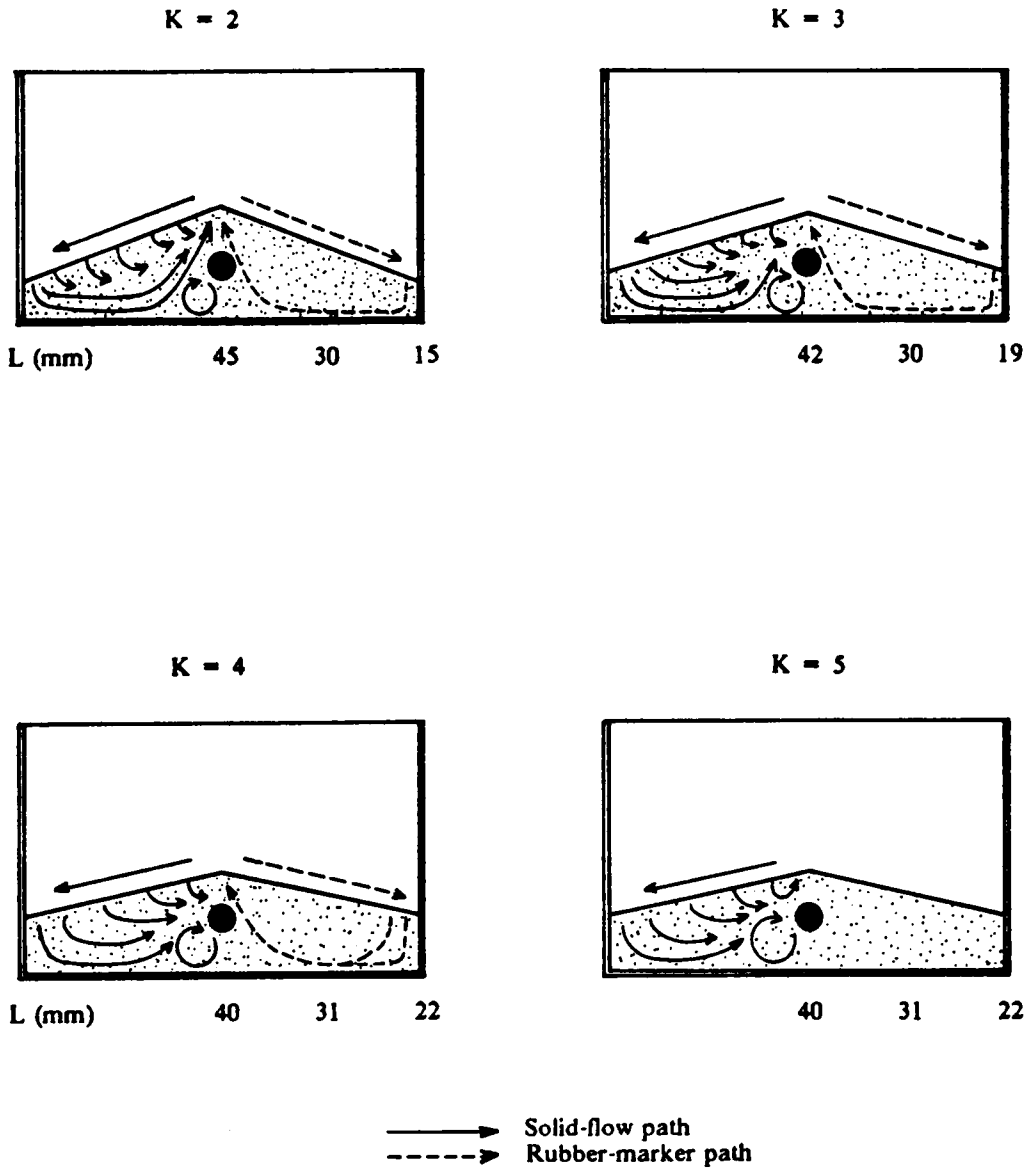 K = 2
K = 3
L (mm) 45 30 15
42 30 19
K = 4
K = 5
L (mm) 40 31 22
40 31 22
Solid-flow path
Rubber-marker path